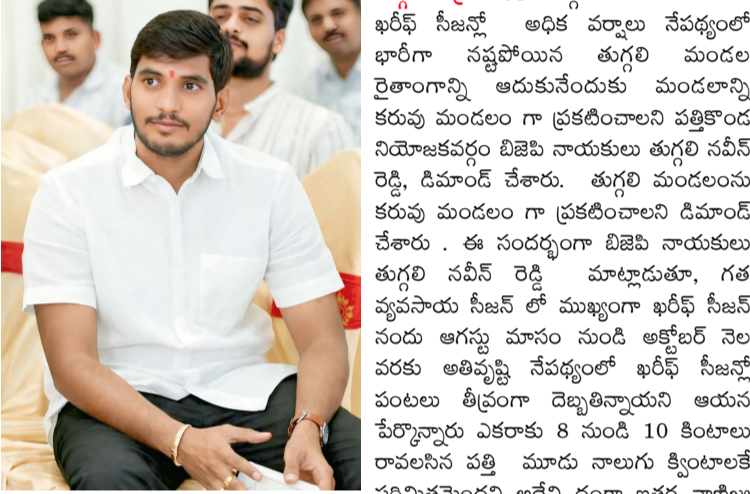 ఖరీఫ్ సీజన్లో అధిక వర్షాలు నేపథ్యంలో
భారీగా నష్టపోయిన తుగ్గలి మండల
రైతాంగాన్ని ఆదుకునేందుకు మండలాన్ని
కరువు మండలం గా ప్రకటించాలని పత్తికొండ
నియోజకవర్గం బిజెపి నాయకులు తుగ్గలి నవీన్
రెడ్డి, డిమాండ్ చేశారు. తుగ్గలి మండలంను
కరువు మండలం గా ప్రకటించాలని డిమాండ్
చేశారు . ఈ సందర్భంగా బిజెపి నాయకులు
తుగ్గలి నవీన్ రెడ్డి మాట్లాడుతూ, గత
వ్యవసాయ సీజన్ లో ముఖ్యంగా ఖరీఫ్ సీజన్
నందు ఆగస్టు మాసం నుండి అక్టోబర్ నెల
వరకు అతివృష్టి నేపథ్యంలో ఖరీఫ్ సీజన్లో
పంటలు తీవ్రంగా దెబ్బతిన్నాయని ఆయన
పేర్కొన్నారు ఎకరాకు 8 నుండి 10 కింటాలు
రావలసిన పత్తి మూడు నాలుగు క్వింటాలకే